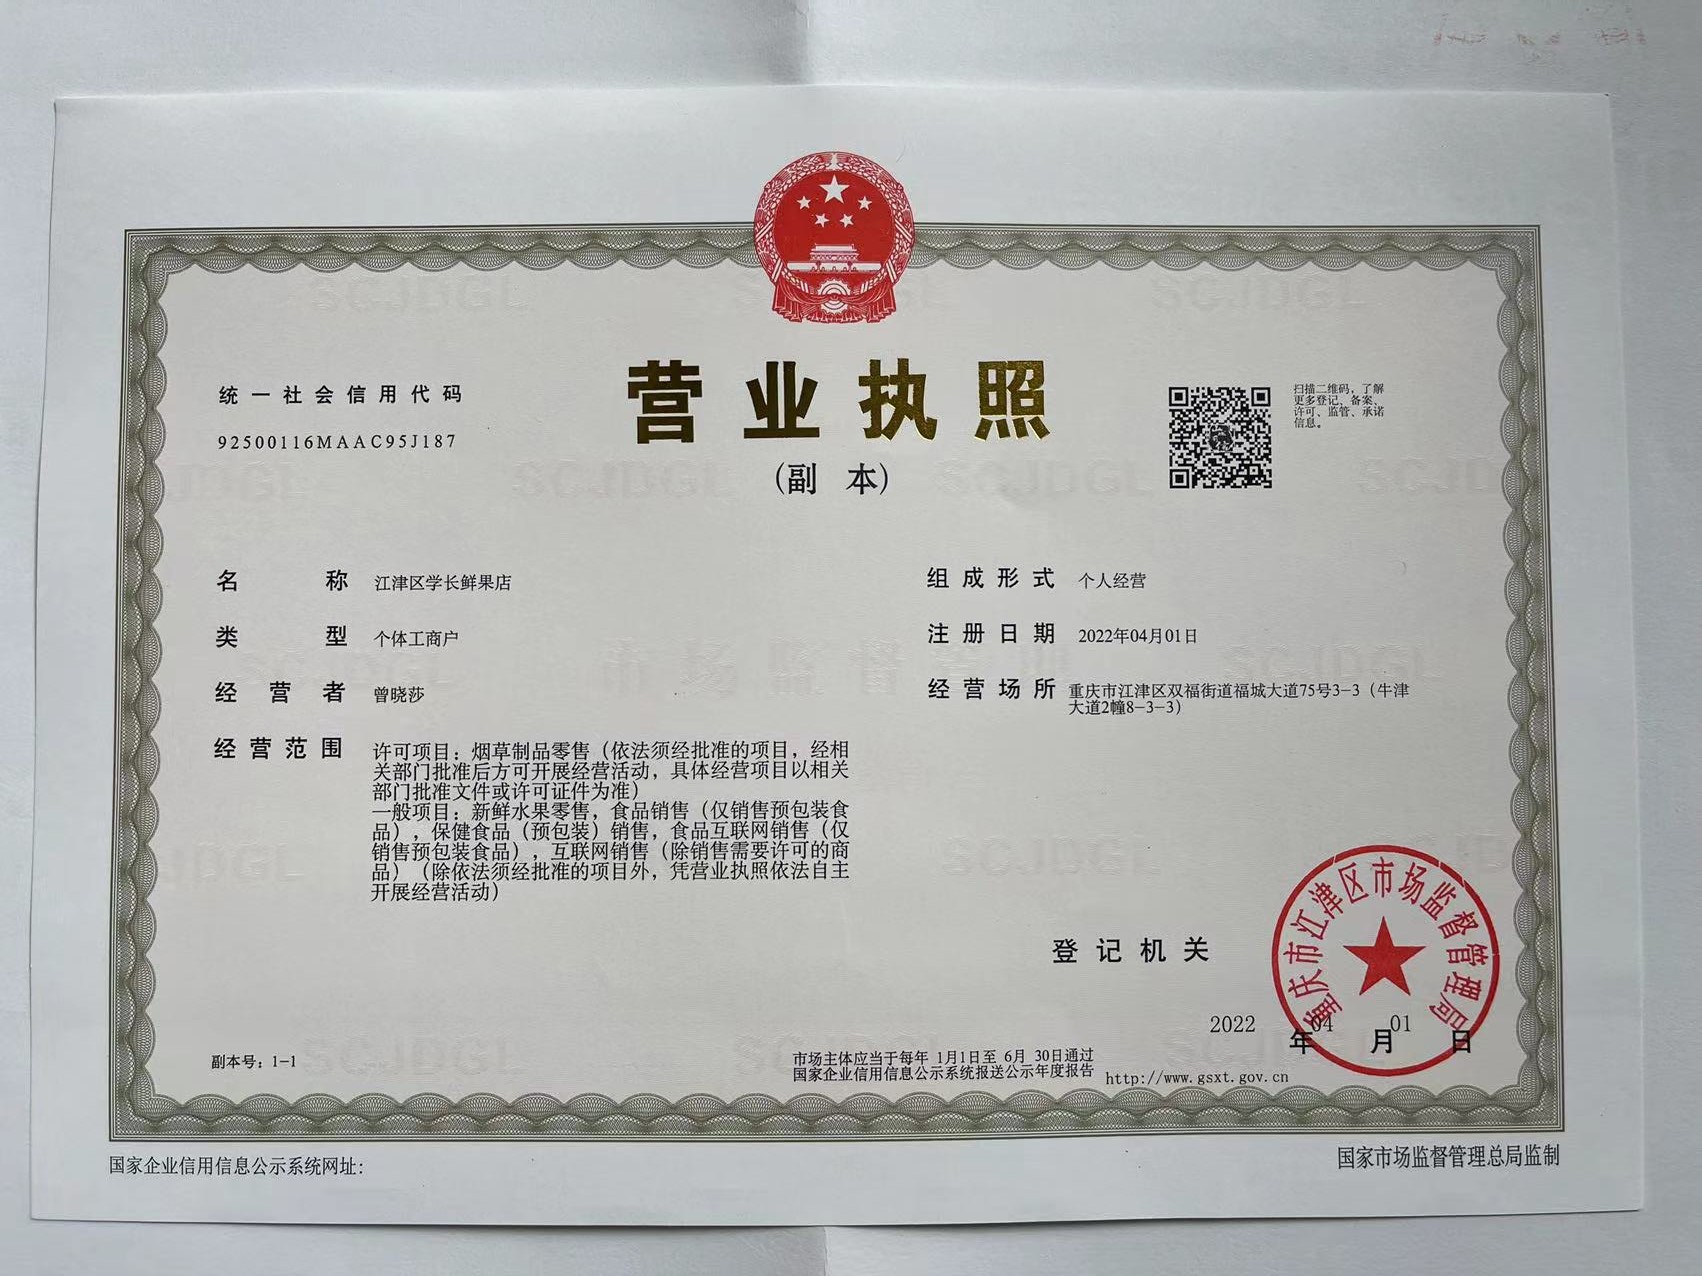 营业执照
(副 本)
统一社会信用代码
92500116MAAC95J187
扫描二维码，了解
更多登记、备案、
许可、监管、承诺
信息。
名 称 江津区学长鲜果店
类 型 个体工商户
经 营 者 曾晓莎
经营范围 许可项目：烟草制品零售（依法须经批准的项目，经相
关部门批准后方可开展经营活动，具体经营项目以相关
部门批准文件或许可证件为准）
一般项目：新鲜水果零售，食品销售（仅销售预包装食
品），保健食品（预包装）销售，食品互联网销售（仅
销售预包装食品），互联网销售（除销售需要许可的商
品）（除依法须经批准的项目外，凭营业执照依法自主
开展经营活动）
组成形式 个人经营
注册日期 2022年04月01日
经营场所 重庆市江津区双福街道福城大道75号3-3（牛津
大道2幢8-3-3）
登记机关
重庆市江津区市场监督管理局
2022年04月01日
副本号：1-1
市场主体应当于每年 1月1日至 6月 30日通过
国家企业信用信息公示系统报送公示年度报告
http://www.gsxt.gov.cn
国家企业信用信息公示系统网址：
国家市场监督管理总局监制
SCJDGL
市场监督管理